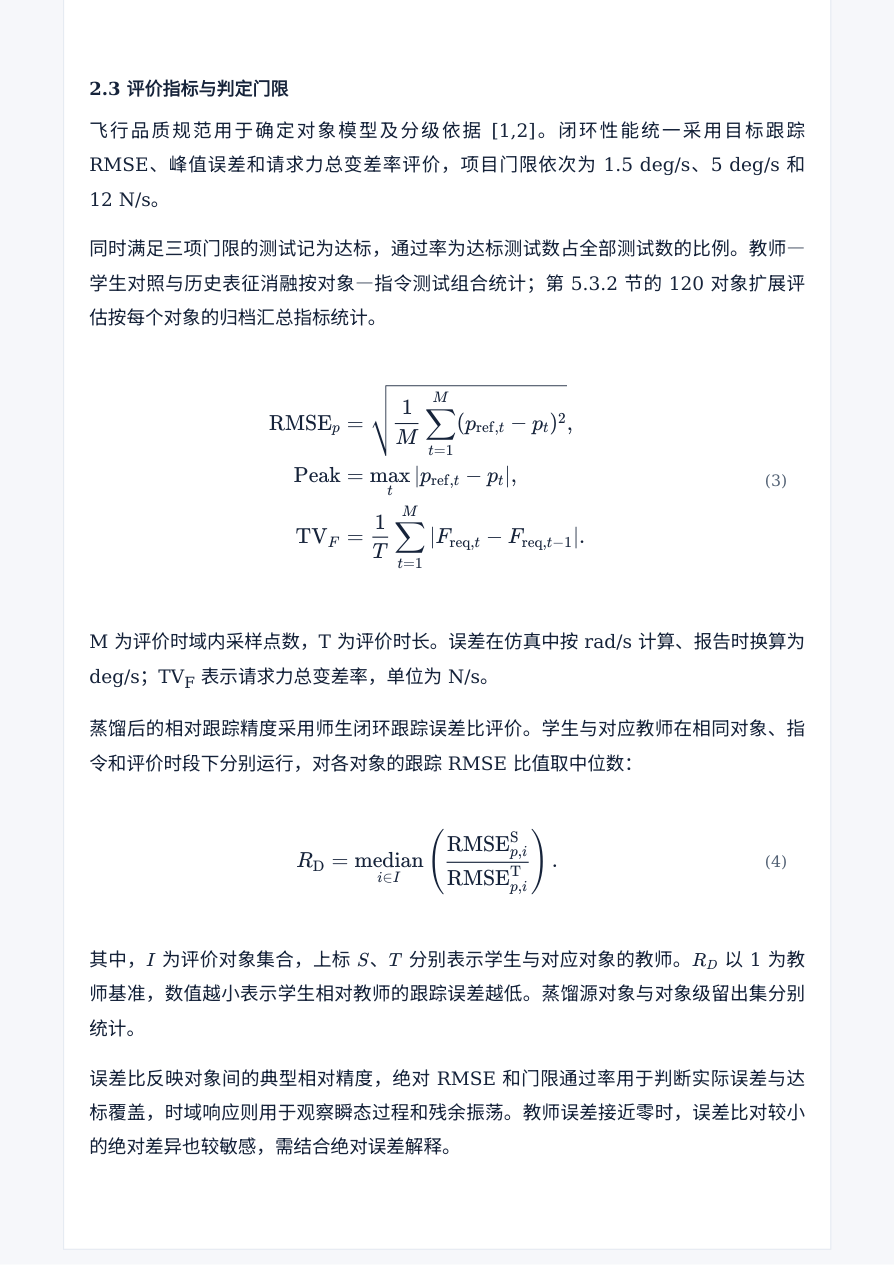 2.3 评价指标与判定门限
飞行品质规范用于确定对象模型及分级依据 [1,2]。闭环性能统一采用目标跟踪
RMSE、峰值误差和请求力总变差率评价，项目门限依次为 1.5 deg/s、5 deg/s 和
12 N/s。
同时满足三项门限的测试记为达标，通过率为达标测试数占全部测试数的比例。教师—
学生对照与历史表征消融按对象—指令测试组合统计；第 5.3.2 节的 120 对象扩展评
估按每个对象的归档汇总指标统计。
RMSE_p = \sqrt{\frac{1}{M} \sum_{t=1}^{M} (p_{ref,t} − p_t)^2},
Peak = \max_t |p_{ref,t} − p_t|, (3)
TV_F = \frac{1}{T} \sum_{t=1}^{M} |F_{req,t} − F_{req,t−1}|.
M 为评价时域内采样点数，T 为评价时长。误差在仿真中按 rad/s 计算、报告时换算为
deg/s；TV_F 表示请求力总变差率，单位为 N/s。
蒸馏后的相对跟踪精度采用师生闭环跟踪误差比评价。学生与对应教师在相同对象、指
令和评价时段下分别运行，对各对象的跟踪 RMSE 比值取中位数：
R_D = median_{i∈I} \left( \frac{RMSE^S_{p,i}}{RMSE^T_{p,i}} \right). (4)
其中，I 为评价对象集合，上标 S、T 分别表示学生与对应对象的教师。R_D 以 1 为教
师基准，数值越小表示学生相对教师的跟踪误差越低。蒸馏源对象与对象级留出集分别
统计。
误差比反映对象间的典型相对精度，绝对 RMSE 和门限通过率用于判断实际误差与达
标覆盖，时域响应则用于观察瞬态过程和残余振荡。教师误差接近零时，误差比对较小
的绝对差异也较敏感，需结合绝对误差解释。